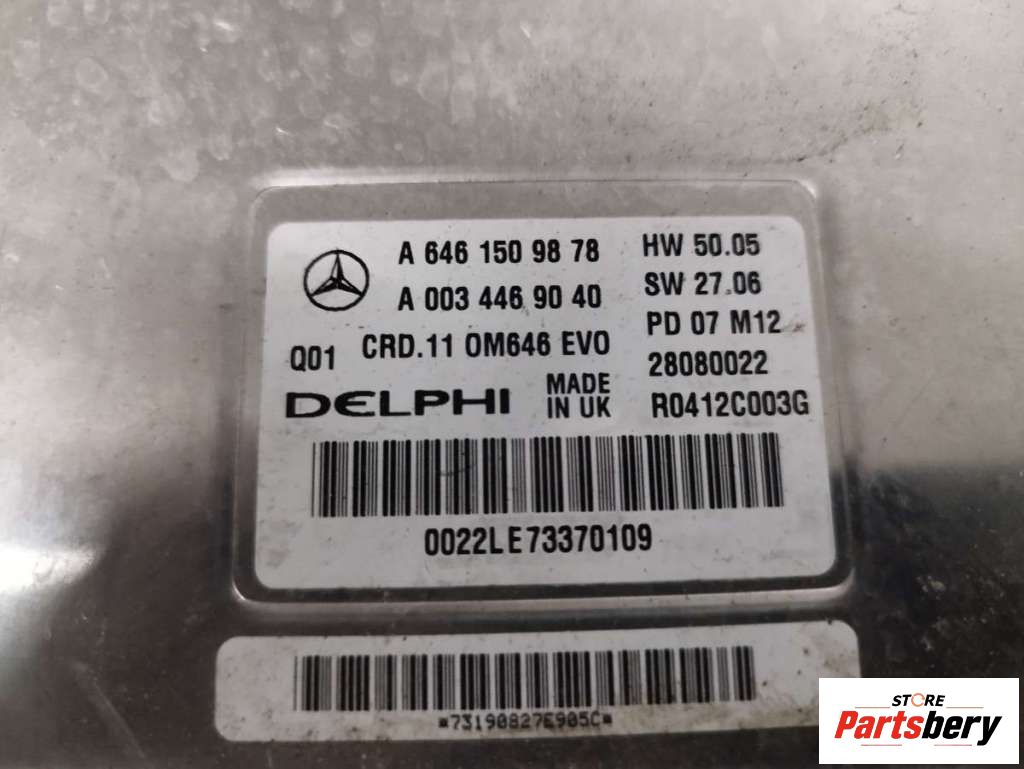 A 646 150 98 78 HW 50.05
A 003 446 90 40 SW 27.06
Q01 CRD.11 OM646 EVO PD 07 M12
28080022
DELPHI MADE IN UK R0412C003G
0022LE73370109
*73190827E905C*
STORE
Partsbery